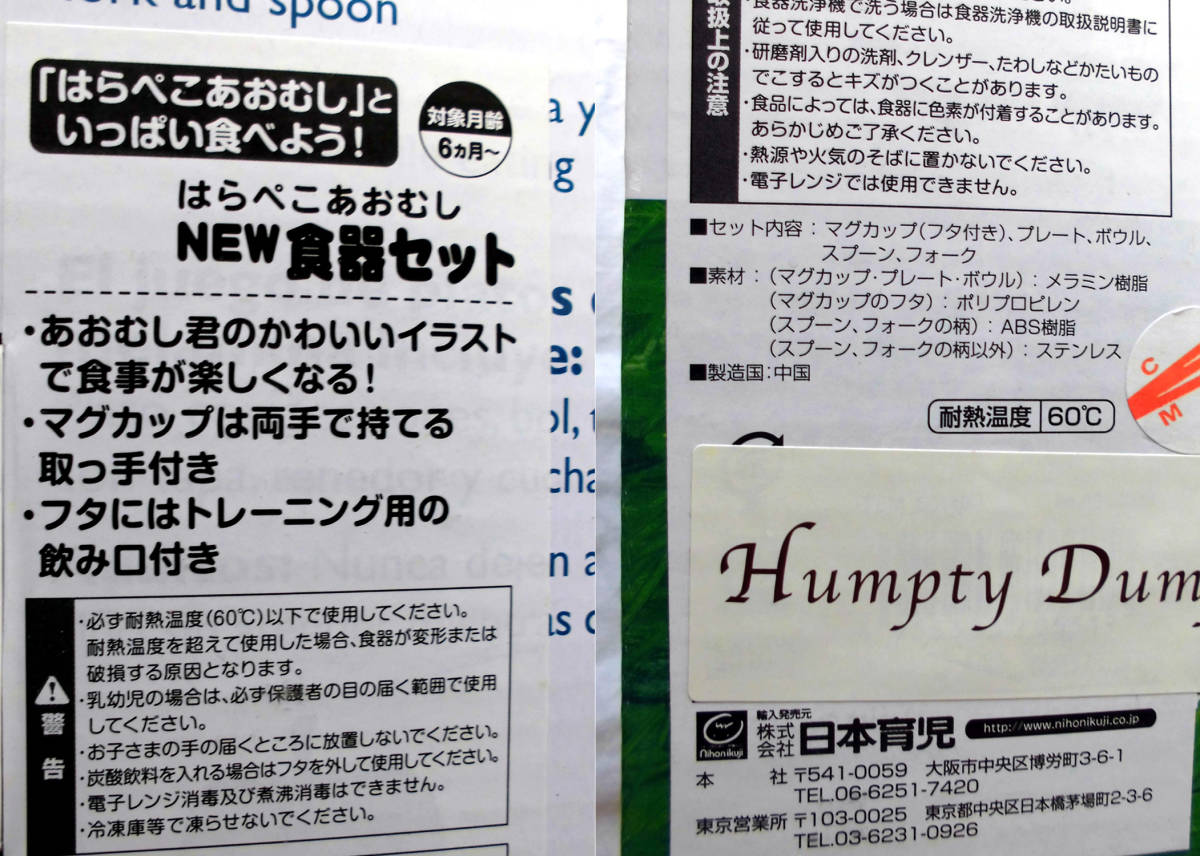 ork and spoon
「はらぺこあおむし」と
いっぱい食べよう!
対象月齢
6ヵ月〜
はらぺこあおむし
NEW 食器セット
・あおむし君のかわいいイラスト
で食事が楽しくなる!
・マグカップは両手で持てる
取っ手付き
・フタにはトレーニング用の
飲み口付き
警告
・必ず耐熱温度(60℃)以下で使用してください。
耐熱温度を超えて使用した場合、食器が変形または
破損する原因となります。
・乳幼児の場合は、必ず保護者の目の届く範囲で使用
してください。
・お子さまの手の届くところに放置しないでください。
・炭酸飲料を入れる場合はフタを外して使用してください。
・電子レンジ消毒及び煮沸消毒はできません。
・冷凍庫等で凍らせないでください。
取扱上の注意
・食器洗浄機で洗う場合は食器洗浄機の取扱説明書に
従って使用してください。
・研磨剤入りの洗剤、クレンザー、たわしなどかたいもの
でこするとキズがつくことがあります。
・食品によっては、食器に色素が付着することがあります。
あらかじめご了承ください。
・熱源や火気のそばに置かないでください。
・電子レンジでは使用できません。
■セット内容:マグカップ(フタ付き)、プレート、ボウル、
スプーン、フォーク
■素材:(マグカップ・プレート・ボウル):メラミン樹脂
(マグカップのフタ):ポリプロピレン
(スプーン、フォークの柄):ABS樹脂
(スプーン、フォークの柄以外):ステンレス
■製造国:中国
C
M
耐熱温度 60℃
Humpty Dum
Nihonikuji
輸入発売元
株式会社 日本育児 http://www.nihonikuji.co.jp
本 社 〒541-0059 大阪市中央区博労町3-6-1
TEL.06-6251-7420
東京営業所 〒103-0025 東京都中央区日本橋茅場町2-3-6
TEL.03-6231-0926